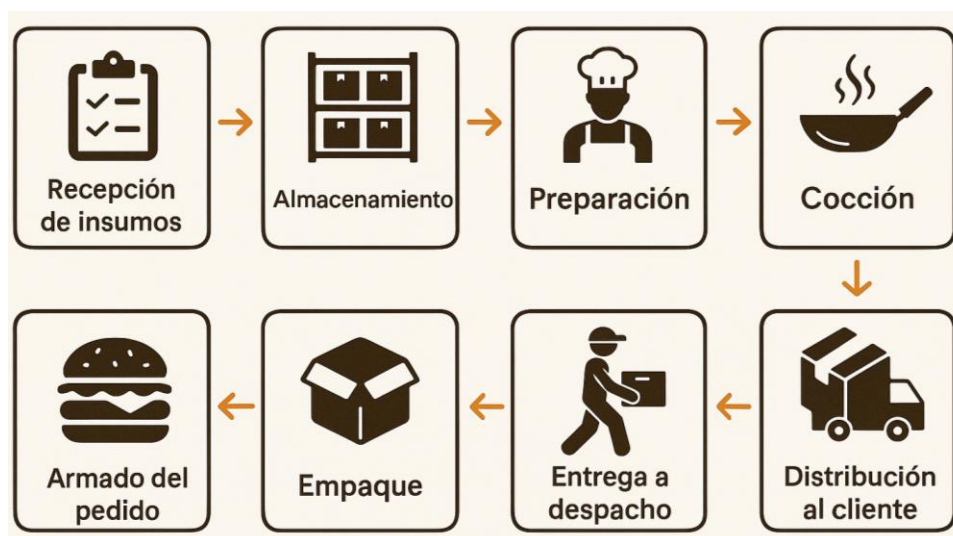 Recepción
de insumos
Almacenamiento
Preparación
Cocción
Armado del
pedido
Empaque
Entrega a
despacho
Distribución
al cliente